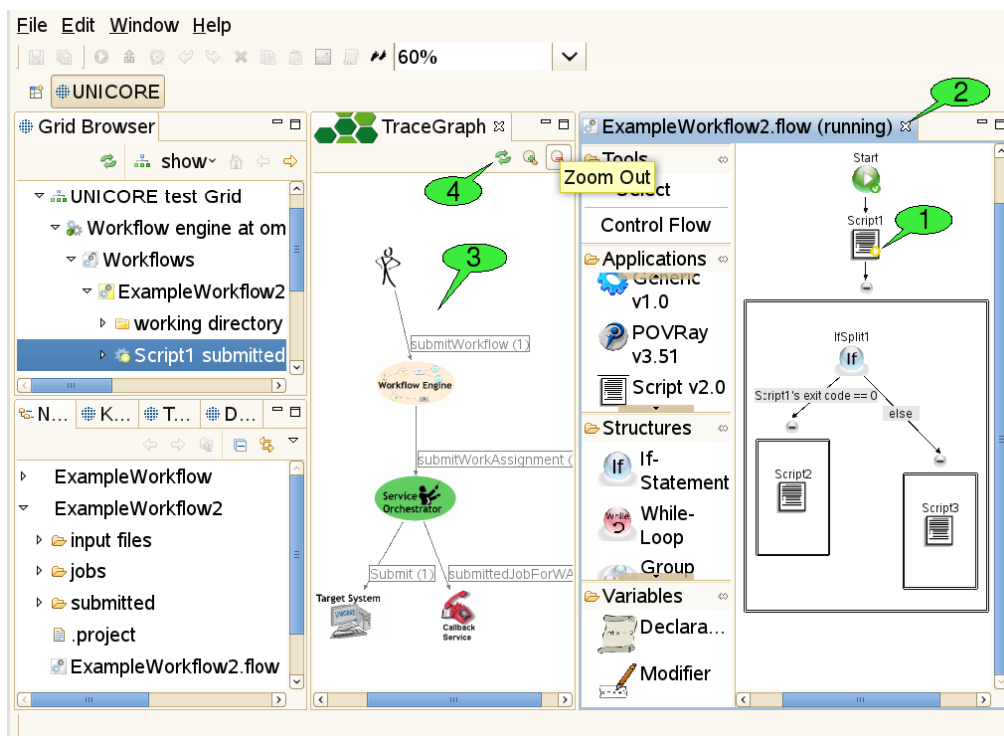 File Edit Window Help
60%
UNICORE
2
Grid Browser
show
UNICORE test Grid
Workflow engine at om
Workflows
ExampleWorkflow2
working directory
Script1 submitted
N...
K...
T...
D...
ExampleWorkflow
ExampleWorkflow2
input files
jobs
submitted
.project
ExampleWorkflow2.flow
TraceGraph
4
Zoom Out
3
submitWorkflow (1)
Workflow Engine
submitWorkAssignment (
Service
Orchestrator
Submit (1)
submittedJobForWA
Target System
UNICORE
Callback
Service
ExampleWorkflow2.flow (running)
Tools
Select
Control Flow
Applications
Generic
v1.0
POVRay
v3.51
Script v2.0
Structures
If
If-
Statement
While
While-
Loop
Group
Variables
Declara...
Modifier
Start
Script1
1
IfSplit1
If
Script1's exit code == 0
else
Script2
Script3